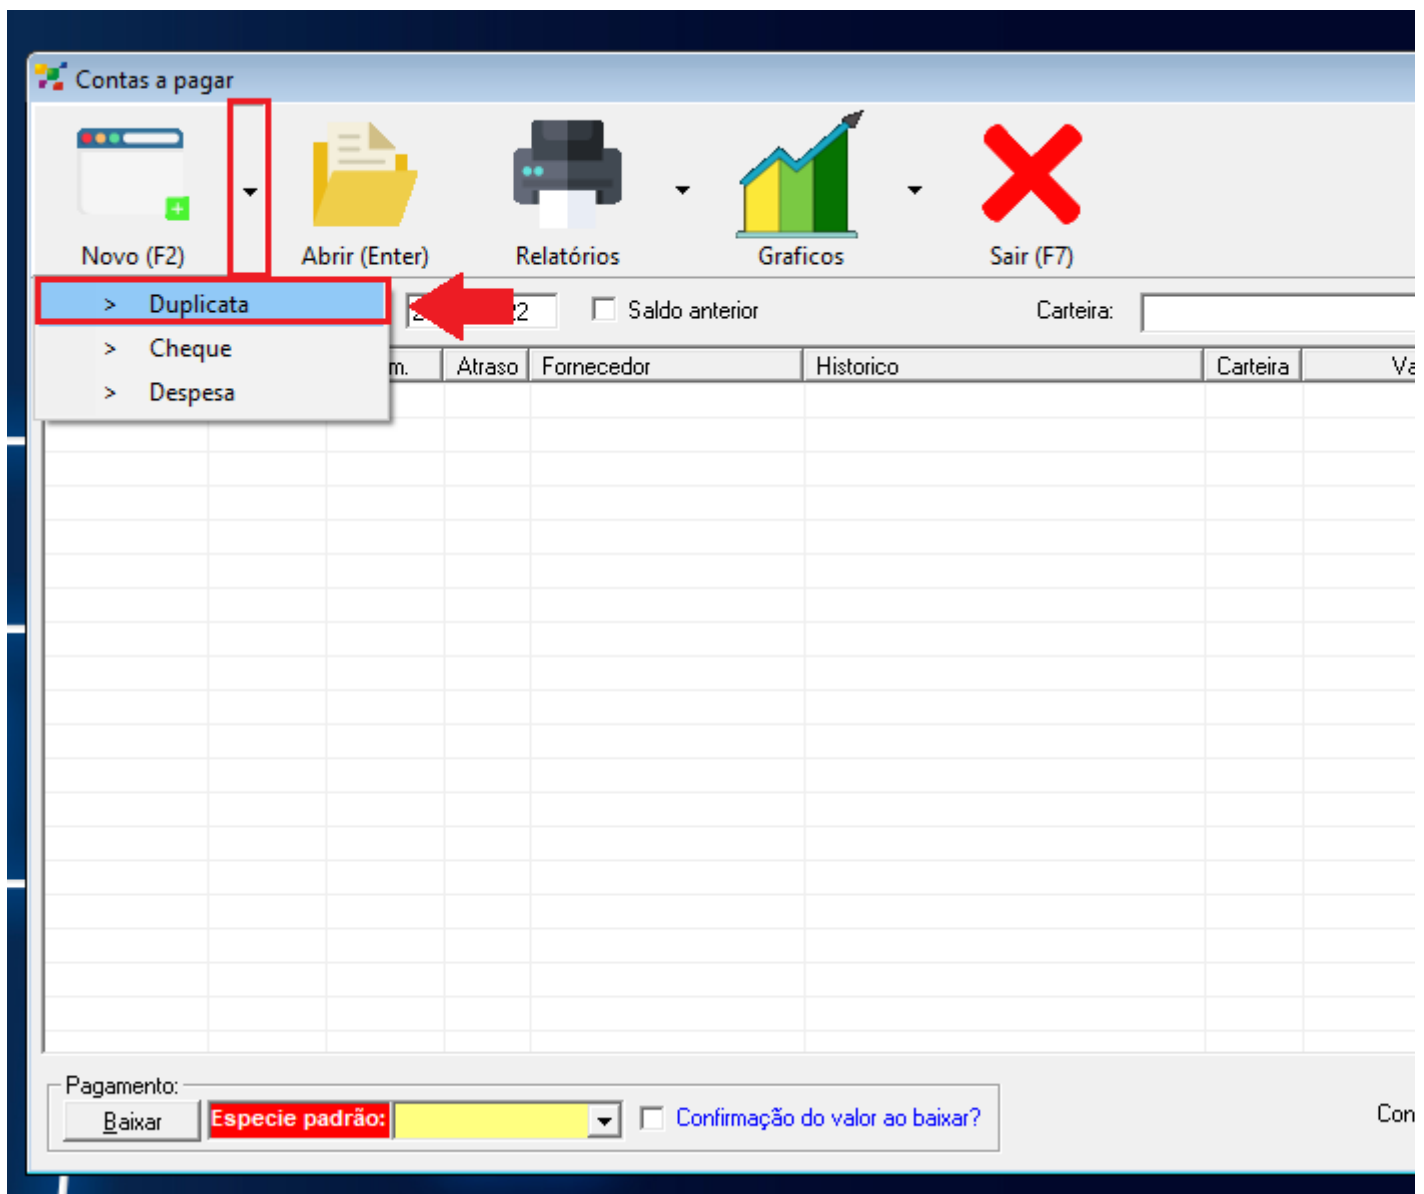 Contas a pagar
Novo (F2) Abrir (Enter) Relatórios Graficos Sair (F7)
> Duplicata
Saldo anterior Carteira:
> Cheque
> Despesa
Atraso Fornecedor Historico Carteira
Pagamento:
Baixar Especie padrão: Confirmação do valor ao baixar?